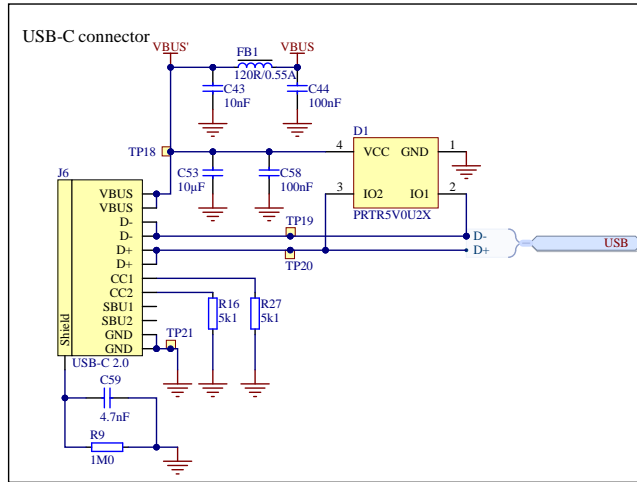 USB-C connector
VBUS'
VBUS
FB1
120R/0.55A
C43
10nF
C44
100nF
D1
TP18
4
VCC
GND
1
C53
10µF
C58
100nF
J6
3
IO2
IO1
2
PRTR5V0U2X
VBUS
VBUS
D-
D-
D+
D+
CC1
CC2
SBU1
SBU2
GND
GND
Shield
USB-C 2.0
TP19
TP20
D-
D+
USB
R16
5k1
R27
5k1
TP21
C59
4.7nF
R9
1M0